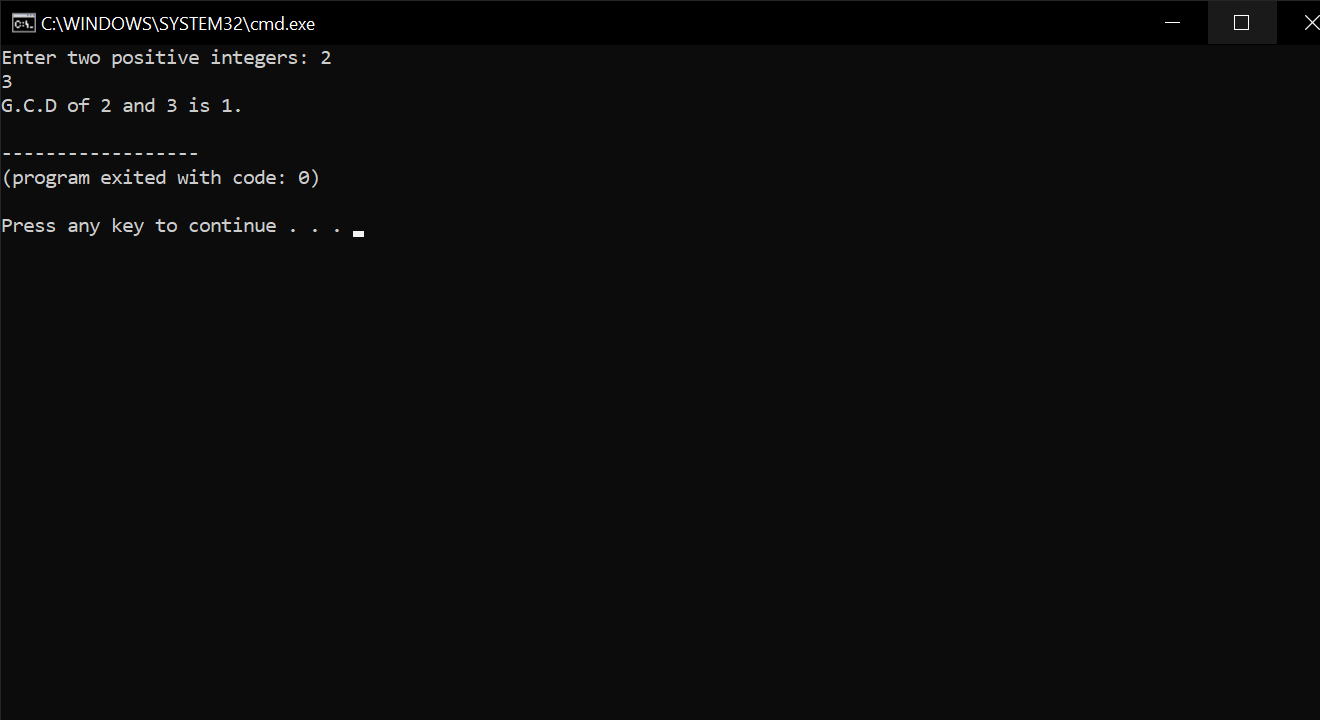 C:\WINDOWS\SYSTEM32\cmd.exe
Enter two positive integers: 2
3
G.C.D of 2 and 3 is 1.
------------------
(program exited with code: 0)
Press any key to continue . . .